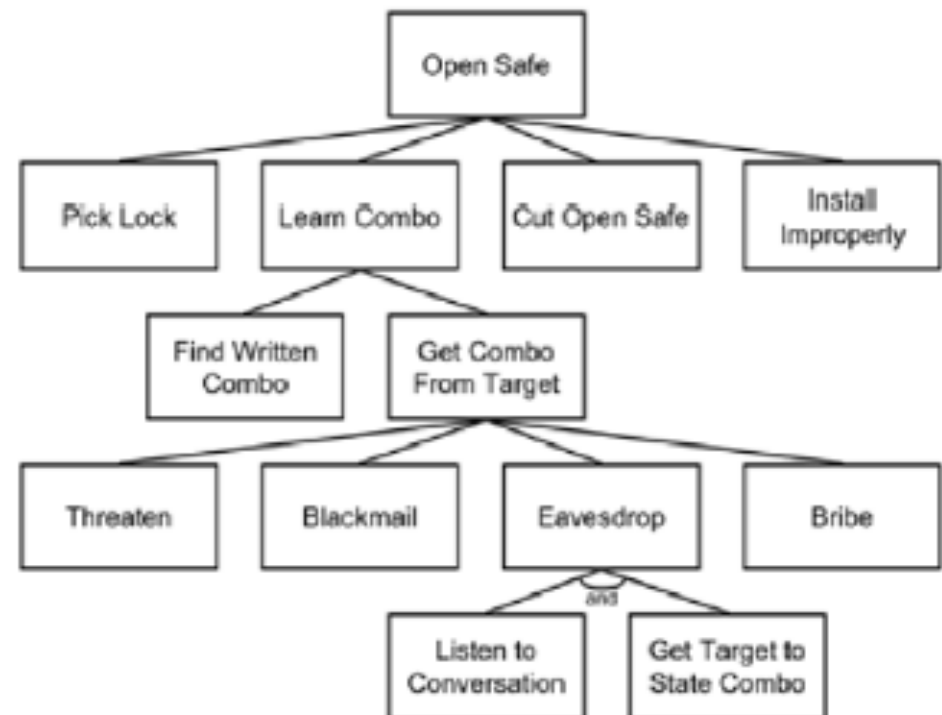 Open Safe
Pick Lock
Learn Combo
Cut Open Safe
Install
Improperly
Find Written
Combo
Get Combo
From Target
Threaten
Blackmail
Eavesdrop
Bribe
and
Listen to
Conversation
Get Target to
State Combo